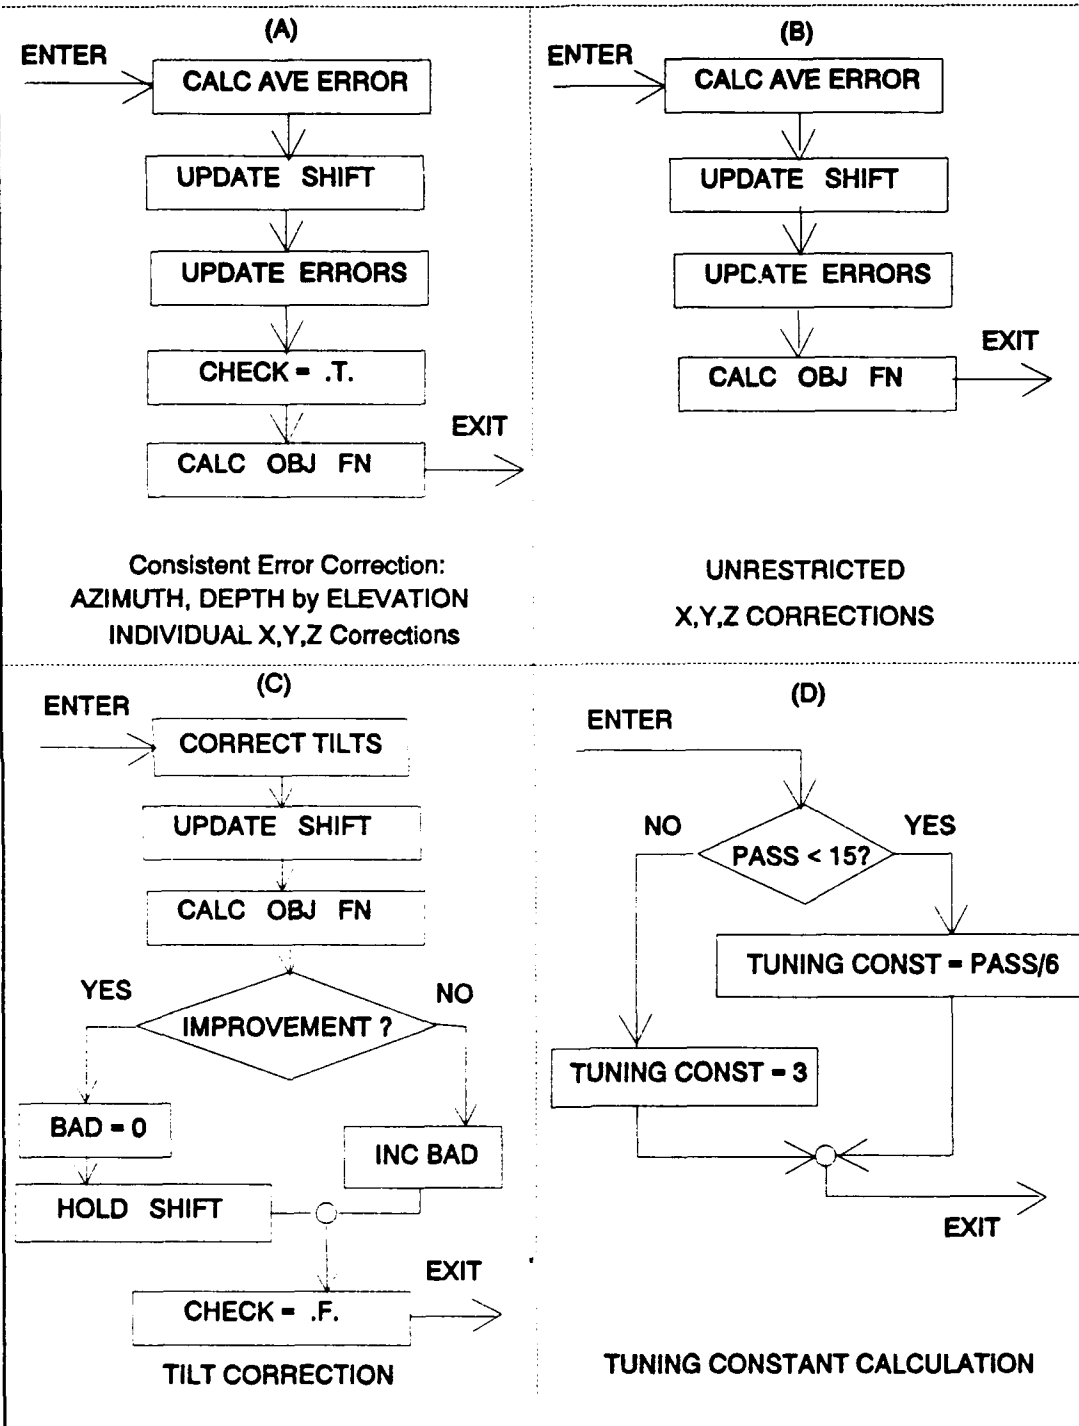 (A)
ENTER
CALC AVE ERROR
UPDATE SHIFT
UPDATE ERRORS
CHECK = .T.
EXIT
CALC OBJ FN
Consistent Error Correction:
AZIMUTH, DEPTH by ELEVATION
INDIVIDUAL X,Y,Z Corrections
(B)
ENTER
CALC AVE ERROR
UPDATE SHIFT
UPDATE ERRORS
EXIT
CALC OBJ FN
UNRESTRICTED
X,Y,Z CORRECTIONS
(C)
ENTER
CORRECT TILTS
UPDATE SHIFT
CALC OBJ FN
YES
NO
IMPROVEMENT ?
BAD = 0
INC BAD
HOLD SHIFT
EXIT
CHECK = .F.
TILT CORRECTION
(D)
ENTER
NO
YES
PASS < 15?
TUNING CONST = PASS/6
TUNING CONST = 3
EXIT
TUNING CONSTANT CALCULATION